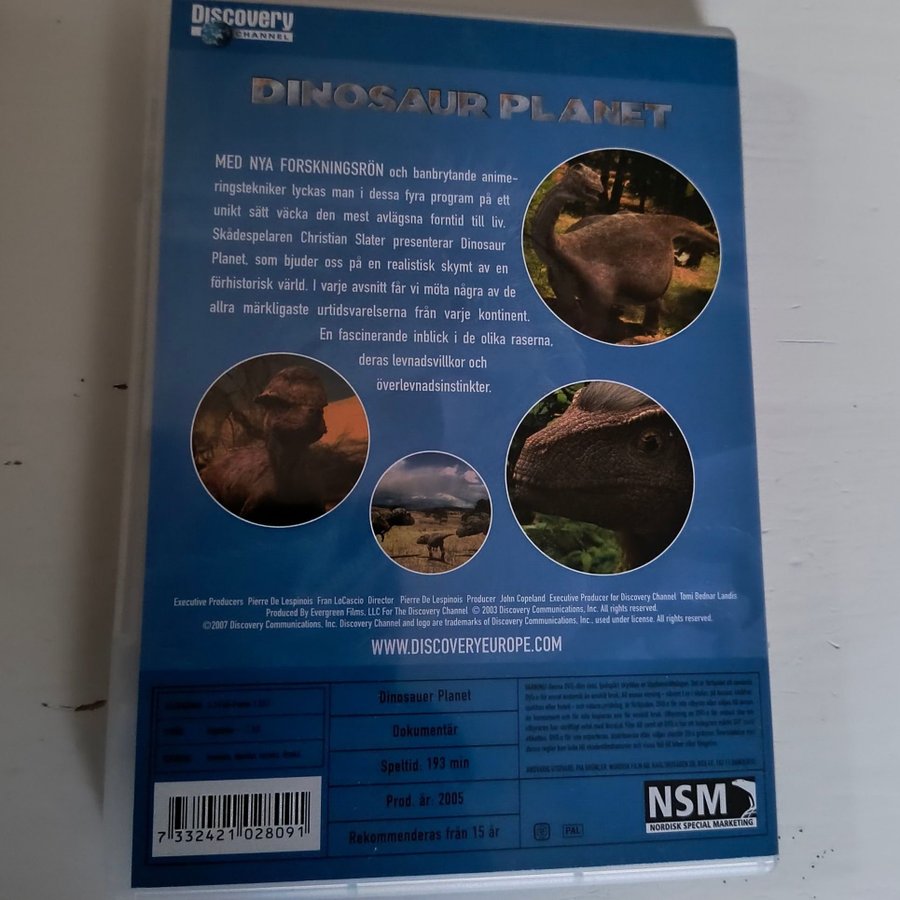 Discovery
CHANNEL
DINOSAUR PLANET
MED NYA FORSKNINGSRÖN och banbrytande anime-
ringstekniker lyckas man i dessa fyra program på ett
unikt sätt väcka den mest avlägsna forntid till liv.
Skådespelaren Christian Slater presenterar Dinosaur
Planet, som bjuder oss på en realistisk skymt av en
förhistorisk värld. I varje avsnitt får vi möta några av de
allra märkligaste urtidsvarelserna från varje kontinent.
En fascinerande inblick i de olika raserna,
deras levnadsvillkor och
överlevnadsinstinkter.
Executive Producers Pierre De Lespinois Fran LoCascio Director Pierre De Lespinois Producer John Copeland Executive Producer for Discovery Channel Tomi Bednar Landis
Produced By Evergreen Films, LLC For The Discovery Channel © 2003 Discovery Communications, Inc. All rights reserved.
©2007 Discovery Communications, Inc. Discovery Channel and logo are trademarks of Discovery Communications, Inc., used under license. All rights reserved.
WWW.DISCOVERYEUROPE.COM
Dinosauer Planet
Dokumentär
Speltid: 193 min
Prod. år: 2005
Rekommenderas från 15 år
7 332421 028091
PAL
NSM
NORDISK SPECIAL MARKETING